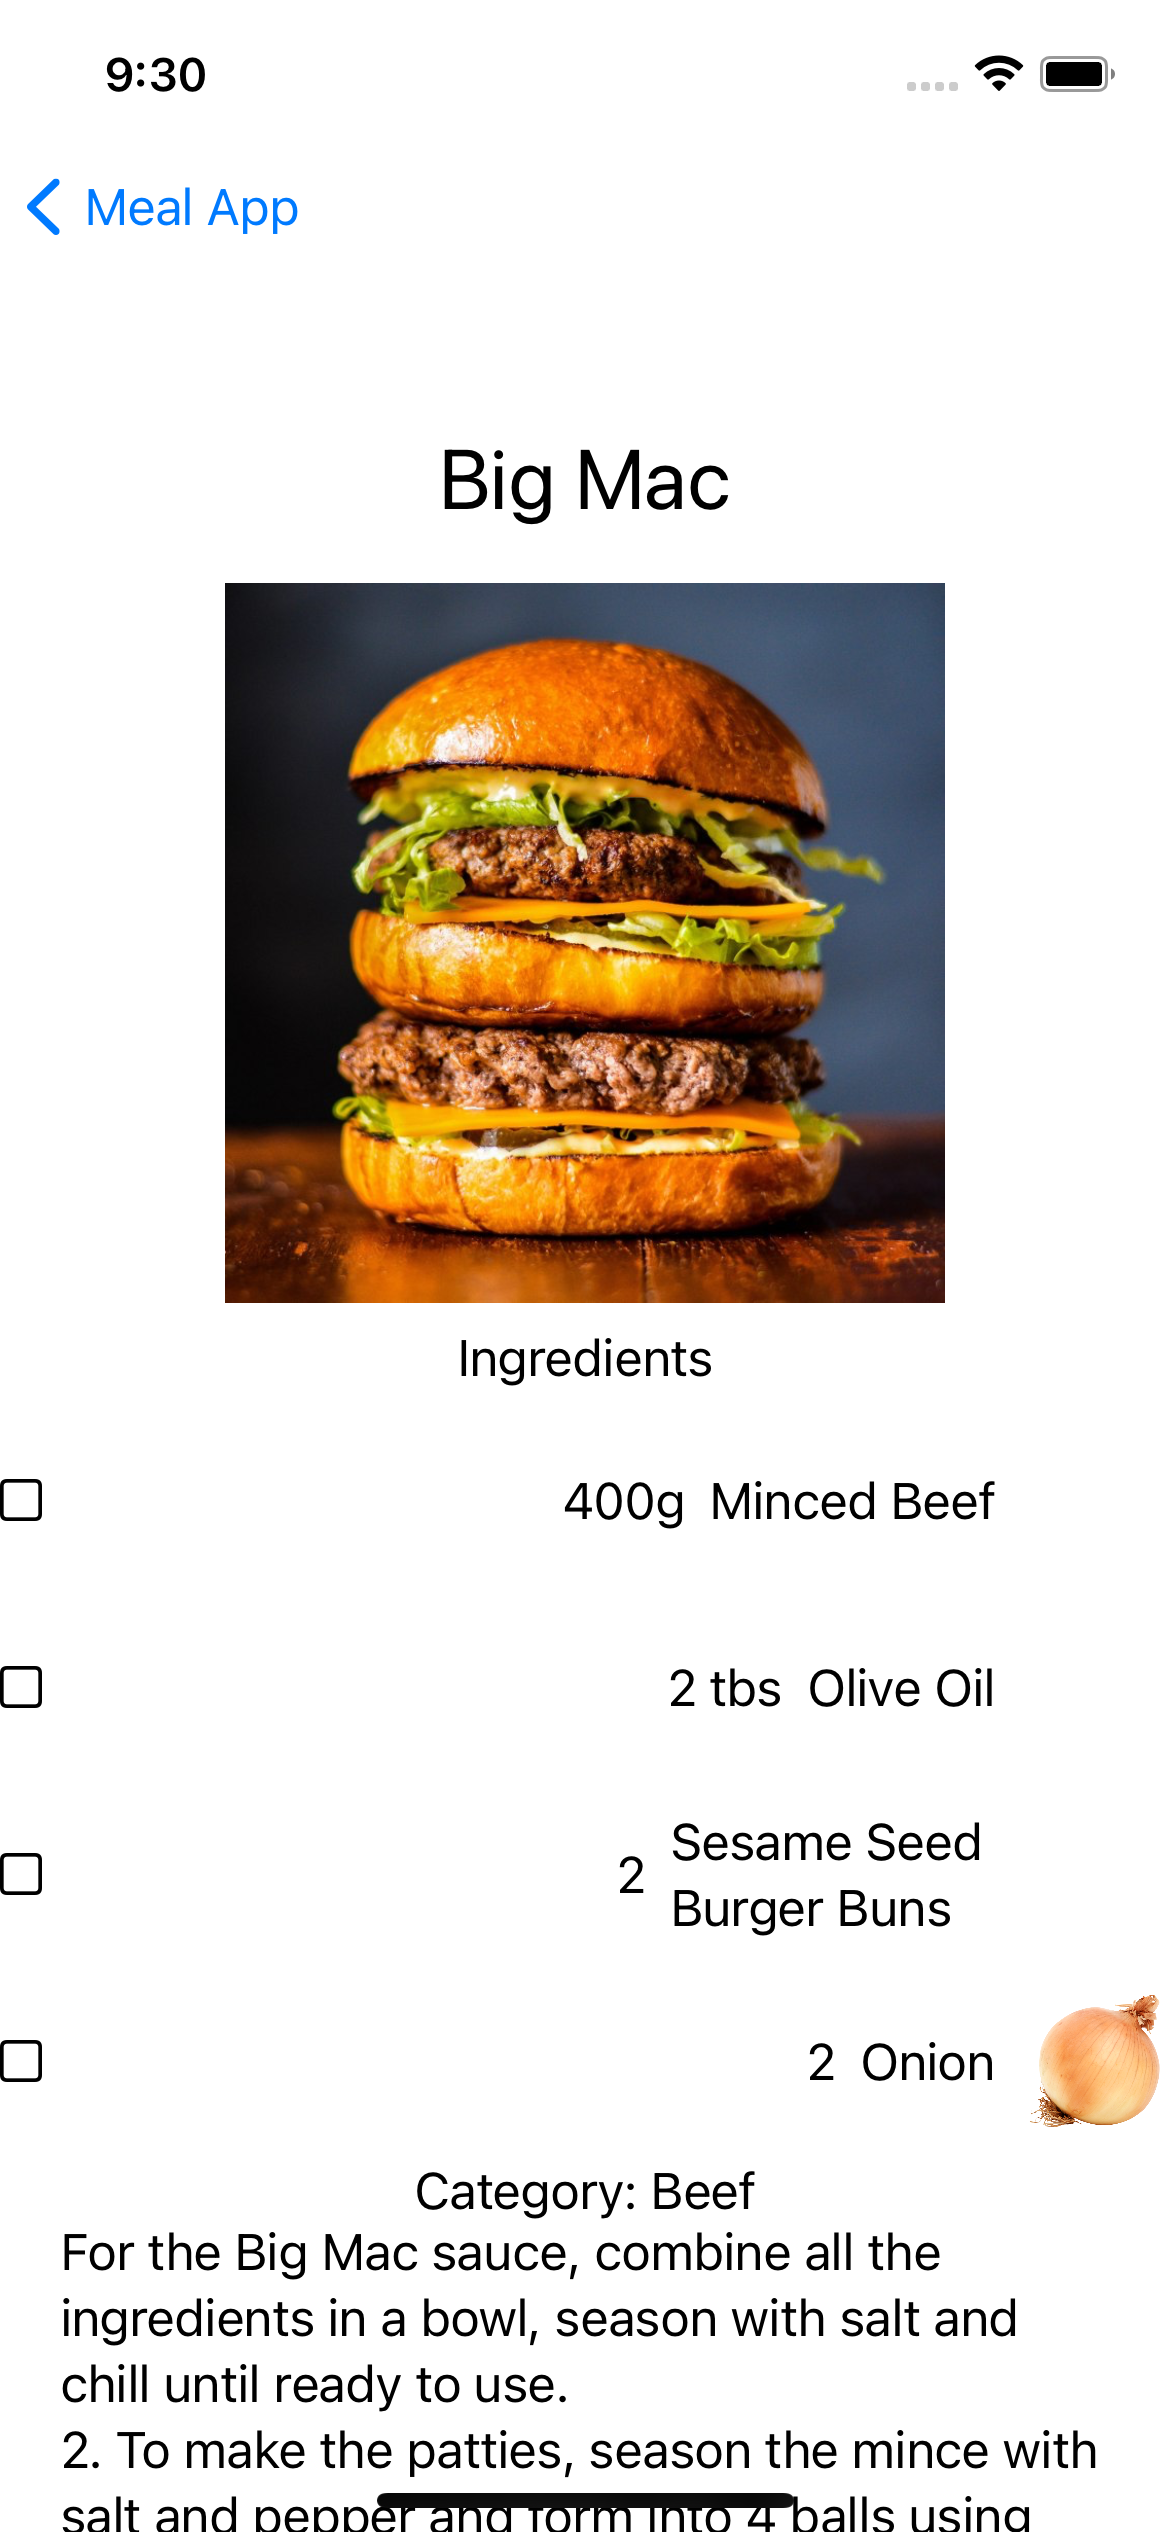 9:30
Meal App
Big Mac
Ingredients
400g Minced Beef
2 tbs Olive Oil
2 Sesame Seed
Burger Buns
2 Onion
Category: Beef
For the Big Mac sauce, combine all the
ingredients in a bowl, season with salt and
chill until ready to use.
2. To make the patties, season the mince with
salt and pepper and form into 4 balls using